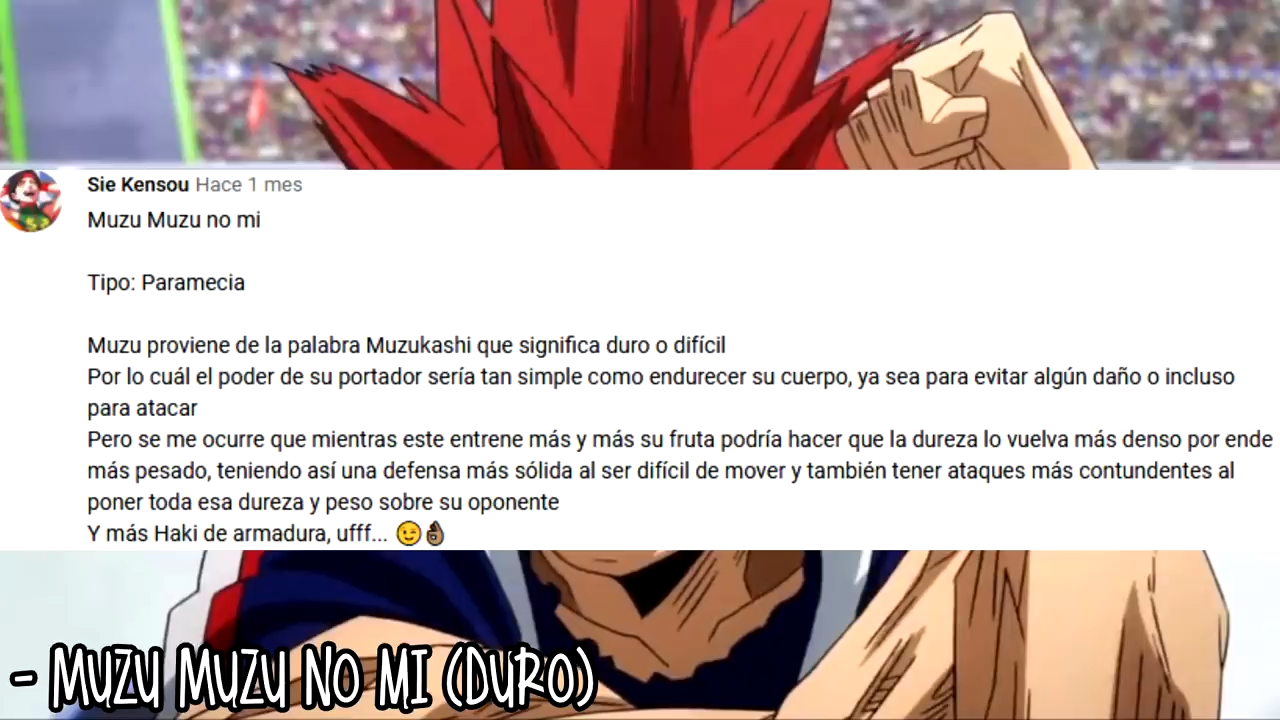 Sie Kensou Hace 1 mes
Muzu Muzu no mi
Tipo: Paramecia
Muzu proviene de la palabra Muzukashi que significa duro o difícil
Por lo cuál el poder de su portador sería tan simple como endurecer su cuerpo, ya sea para evitar algún daño o incluso
para atacar
Pero se me ocurre que mientras este entrene más y más su fruta podría hacer que la dureza lo vuelva más denso por ende
más pesado, teniendo así una defensa más sólida al ser difícil de mover y también tener ataques más contundentes al
poner toda esa dureza y peso sobre su oponente
Y más Haki de armadura, ufff... 😉👌🏾
- MUZU MUZU NO MI (DURO)